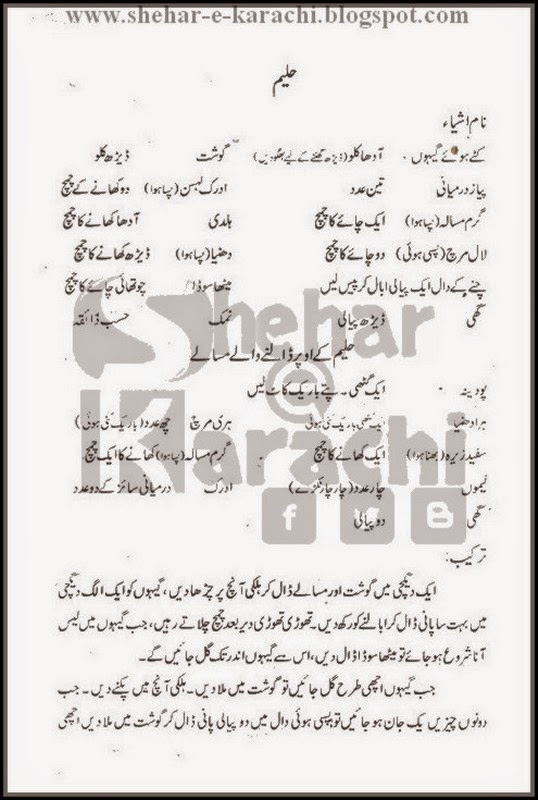 www.shehar-e-karachi.blogspot.com
حلیم
نام اشیاء
کٹے ہوئے گیہوں۔ آدھا کلو (ڈیڑھ گھنٹے کے لیے بھگو دیں) گوشت ڈیڑھ کلو
پیاز درمیانی تین عدد ادرک لہسن (پسا ہوا) دو کھانے کے چمچ
گرم مسالہ (پسا ہوا) ایک چائے کا چمچ ہلدی آدھا کھانے کا چمچ
لال مرچ (پسی ہوئی) دو چائے کا چمچ دھنیا (پسا ہوا) ڈیڑھ کھانے کا چمچ
چنے کے دال ایک پیالی ابال کر پیس لیں میٹھا سوڈا چوتھائی چائے کا چمچ
گھی ڈیڑھ پیالی نمک حسب ذائقہ
حلیم کے اوپر ڈالنے والے مسالے
پودینہ ایک گٹھی۔ پتے باریک کاٹ لیں
ہرا دھنیا ایک گٹھی باریک کٹی ہوئی ہری مرچ چھ عدد (باریک کٹی ہوئی)
سفید زیرہ (بھنا ہوا) ایک کھانے کا چمچ گرم مسالہ (پسا ہوا) کھانے کا ایک چمچ
لیموں چار عدد (چار چار ٹکڑے) ادرک درمیانی سائز کے دو عدد
گھی دو پیالی
ترکیب:
ایک دیگچی میں گوشت اور مسالے ڈال کر ہلکی آنچ پر چڑھا دیں، گیہوں کو ایک الگ دیگچی
میں بہت سا پانی ڈال کر ابالنے کو رکھ دیں۔ تھوڑی تھوڑی دیر بعد چمچ چلاتے رہیں، جب گیہوں میں لیس
آنا شروع ہو جائے تو میٹھا سوڈا ڈال دیں، اس سے گیہوں اندر تک گل جائیں گے۔
جب گیہوں اچھی طرح گل جائیں تو گوشت میں ملا دیں۔ ہلکی آنچ میں پکنے دیں۔ جب
دونوں چیزیں یک جان ہو جائیں تو پسی ہوئی دال میں دو پیالی پانی ڈال کر گوشت میں ملا دیں اچھی
Shehar
@
Karachi